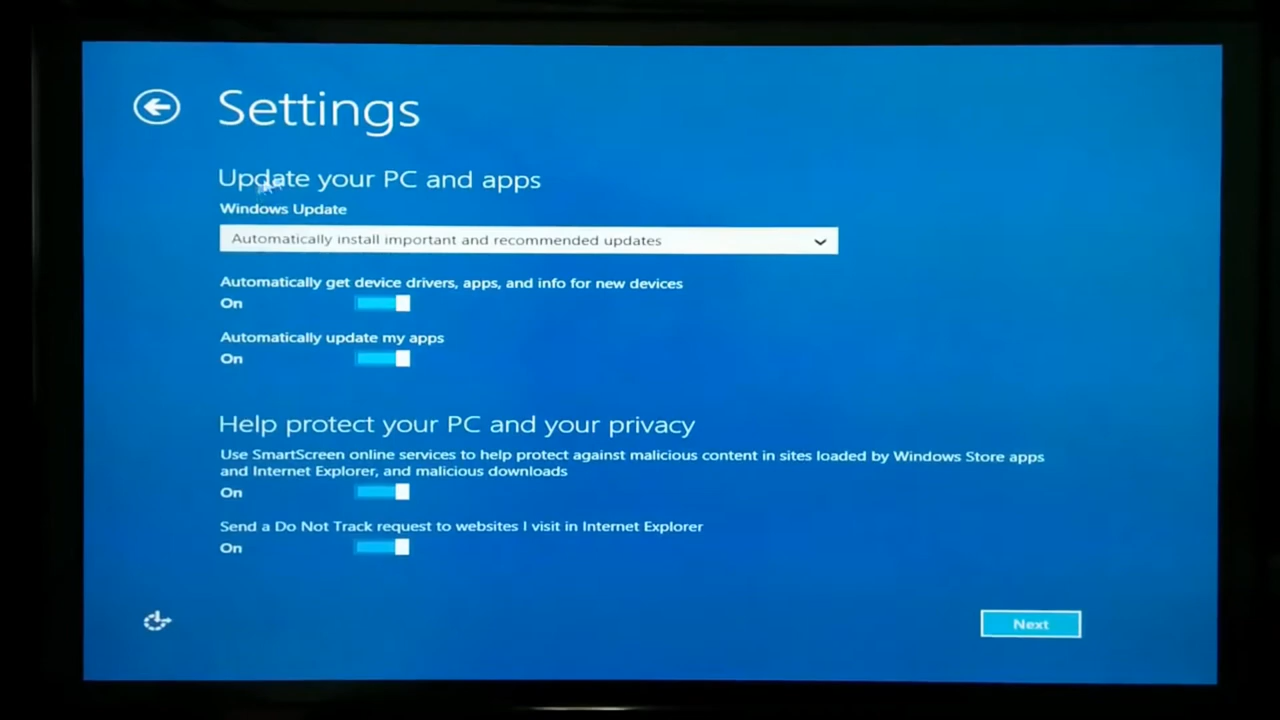 Settings
Update your PC and apps
Windows Update
Automatically install important and recommended updates
Automatically get device drivers, apps, and info for new devices
On
Automatically update my apps
On
Help protect your PC and your privacy
Use SmartScreen online services to help protect against malicious content in sites loaded by Windows Store apps
and Internet Explorer, and malicious downloads
On
Send a Do Not Track request to websites I visit in Internet Explorer
On
Next